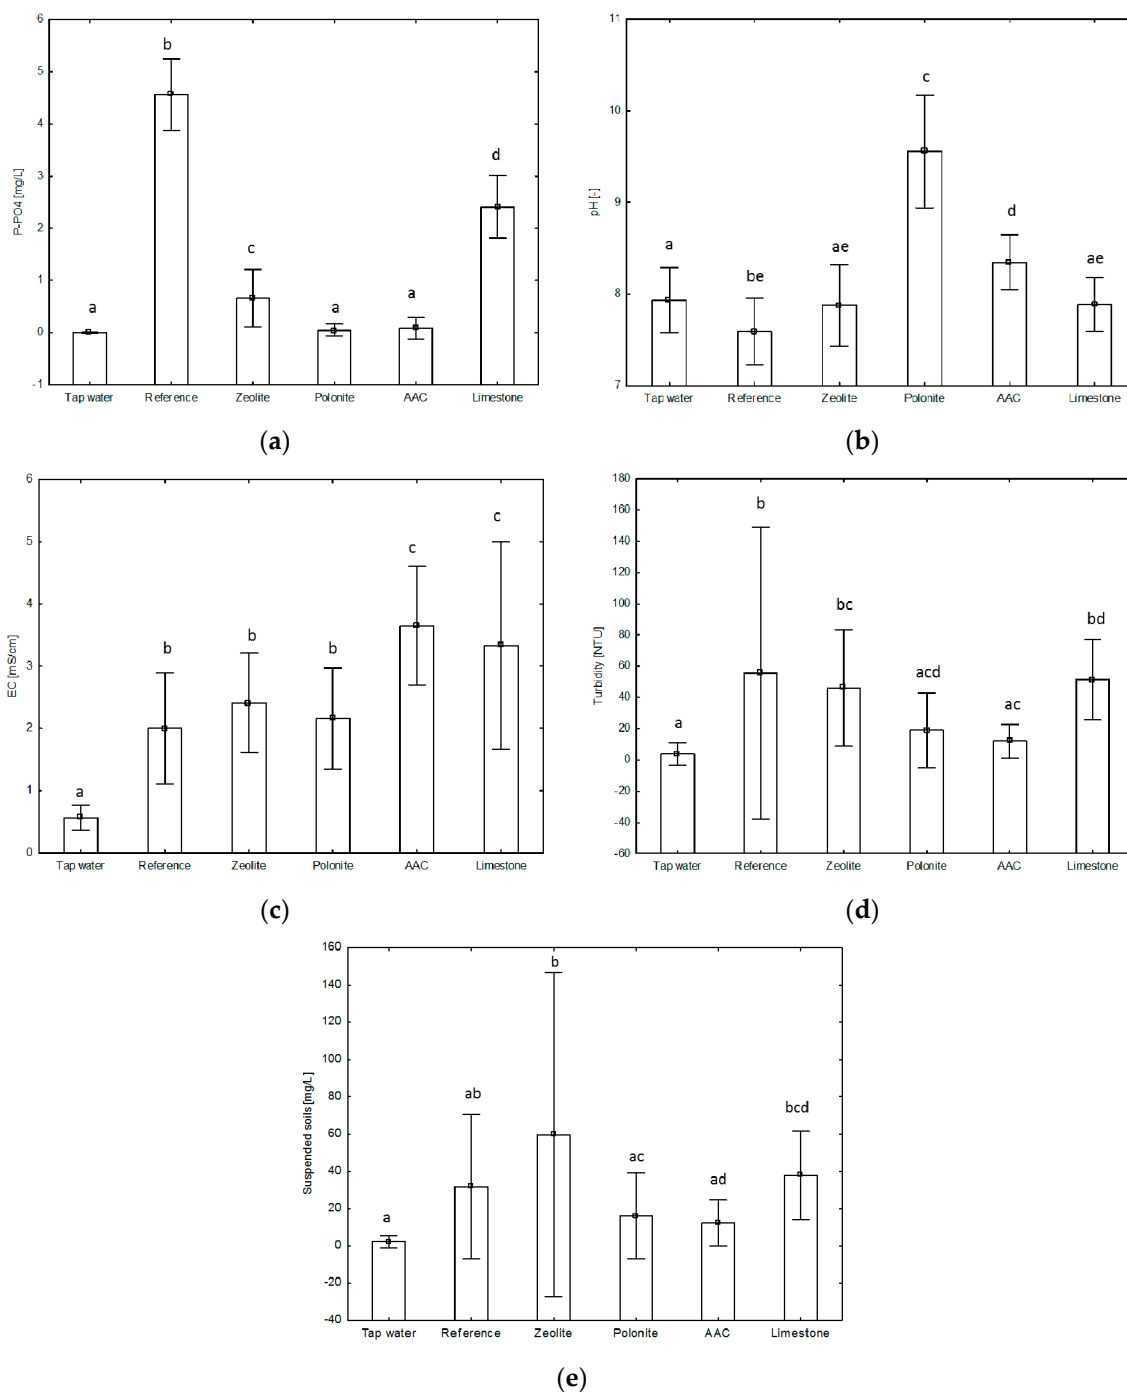 6
5
4
3
2
1
0
-1
P-PO4 [mg/L]
a
b
c
a
a
d
Tap water Reference Zeolite Polonite AAC Limestone
(a)
11
10
9
8
7
pH [-]
a
be
ae
c
d
ae
Tap water Reference Zeolite Polonite AAC Limestone
(b)
6
5
4
3
2
1
0
EC [mS/cm]
a
b
b
b
c
c
Tap water Reference Zeolite Polonite AAC Limestone
(c)
180
160
140
120
100
80
60
40
20
0
-20
-40
-60
Turbidity [NTU]
a
b
bc
acd
ac
bd
Tap water Reference Zeolite Polonite AAC Limestone
(d)
160
140
120
100
80
60
40
20
0
-20
-40
Suspended soils [mg/L]
a
ab
b
ac
ad
bcd
Tap water Reference Zeolite Polonite AAC Limestone
(e)